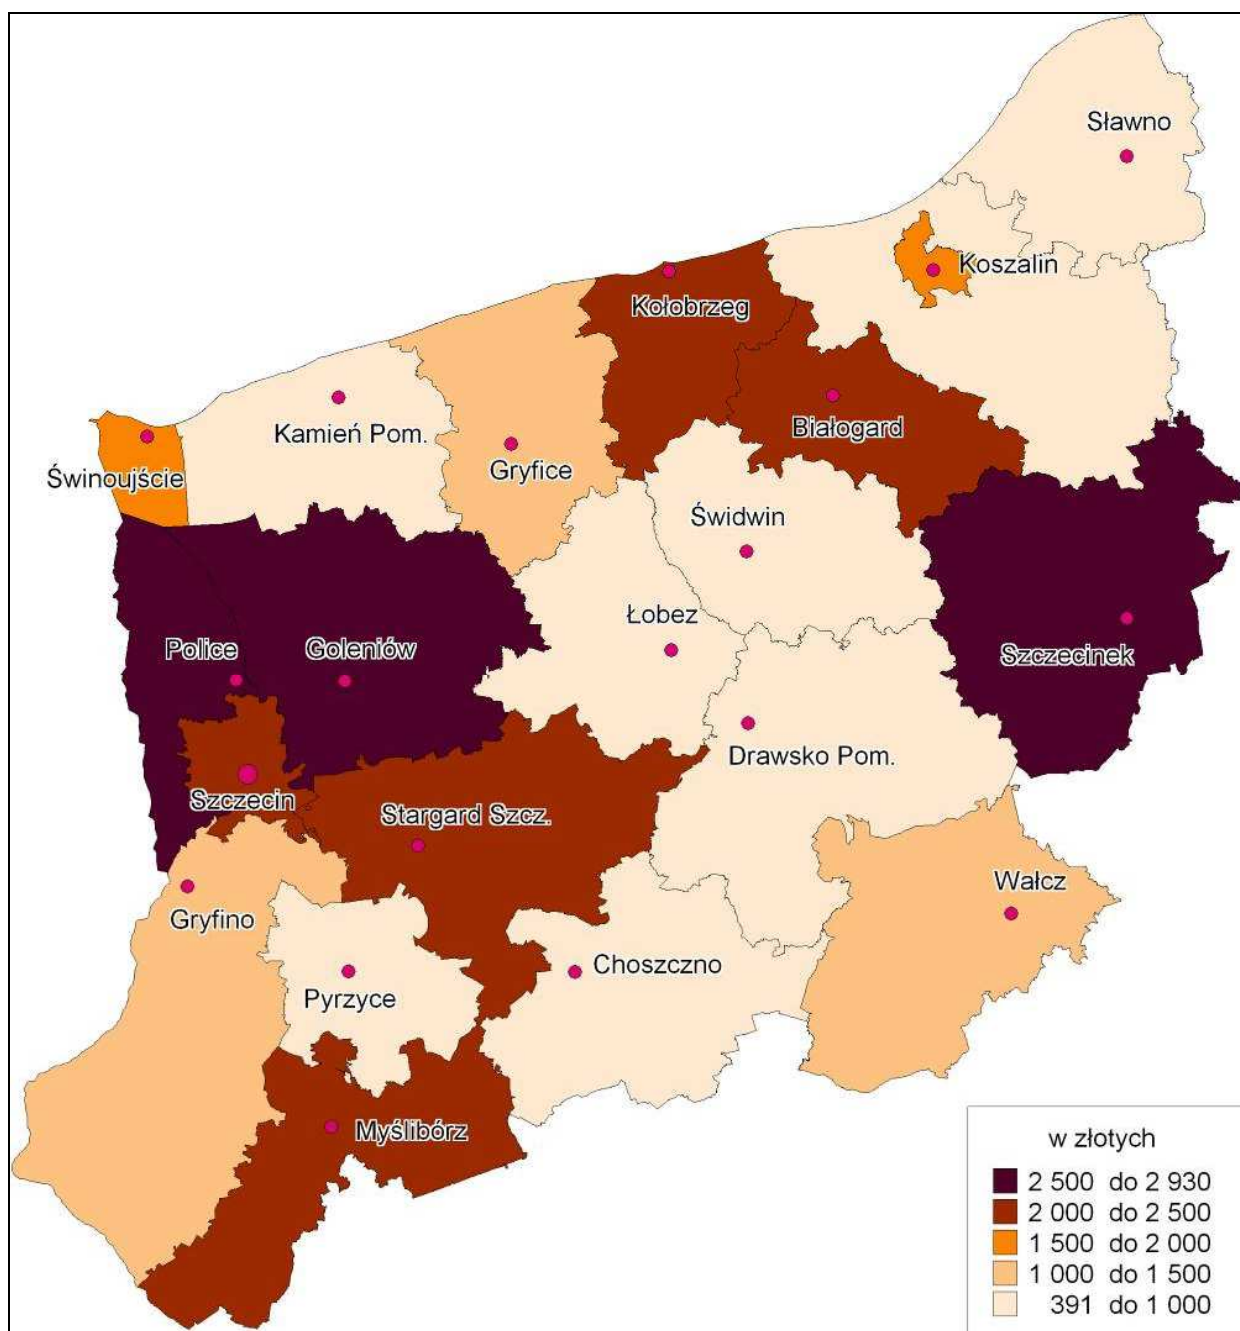 Sławno
Koszalin
Kołobrzeg
Białogard
Kamień Pom.
Gryfice
Świnoujście
Świdwin
Łobez
Police
Goleniów
Szczecinek
Drawsko Pom.
Szczecin
Stargard Szcz.
Wałcz
Gryfino
Choszczno
Pyrzyce
Myślibórz
w złotych
2 500 do 2 930
2 000 do 2 500
1 500 do 2 000
1 000 do 1 500
391 do 1 000